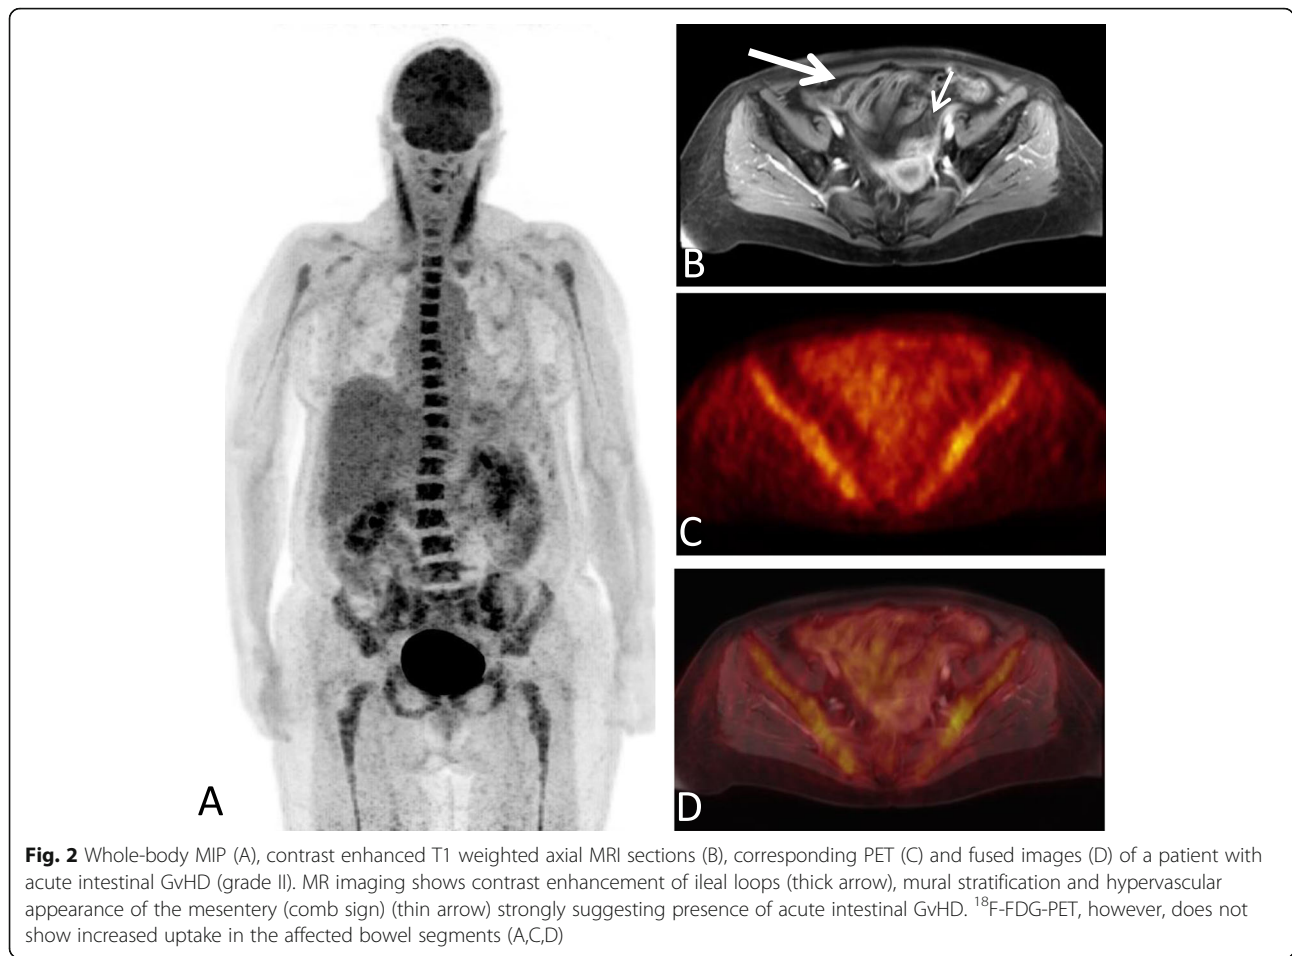 B
C
A
D
Fig. 2 Whole-body MIP (A), contrast enhanced T1 weighted axial MRI sections (B), corresponding PET (C) and fused images (D) of a patient with
acute intestinal GvHD (grade II). MR imaging shows contrast enhancement of ileal loops (thick arrow), mural stratification and hypervascular
appearance of the mesentery (comb sign) (thin arrow) strongly suggesting presence of acute intestinal GvHD. ¹⁸F-FDG-PET, however, does not
show increased uptake in the affected bowel segments (A,C,D)